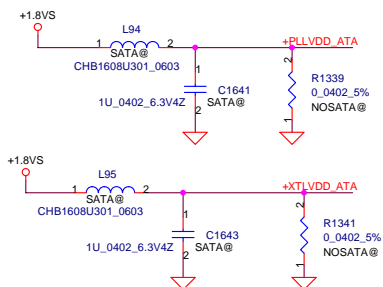 L94
+1.8VS
+PLLVDD_ATA
1 2
SATA@
CHB1608U301_0603
1
2
C1641
SATA@
1U_0402_6.3V4Z
2
1
R1339
0_0402_5%
NOSATA@
L95
+1.8VS
+XTLVDD_ATA
1 2
SATA@
CHB1608U301_0603
1
2
C1643
SATA@
1U_0402_6.3V4Z
2
1
R1341
0_0402_5%
NOSATA@